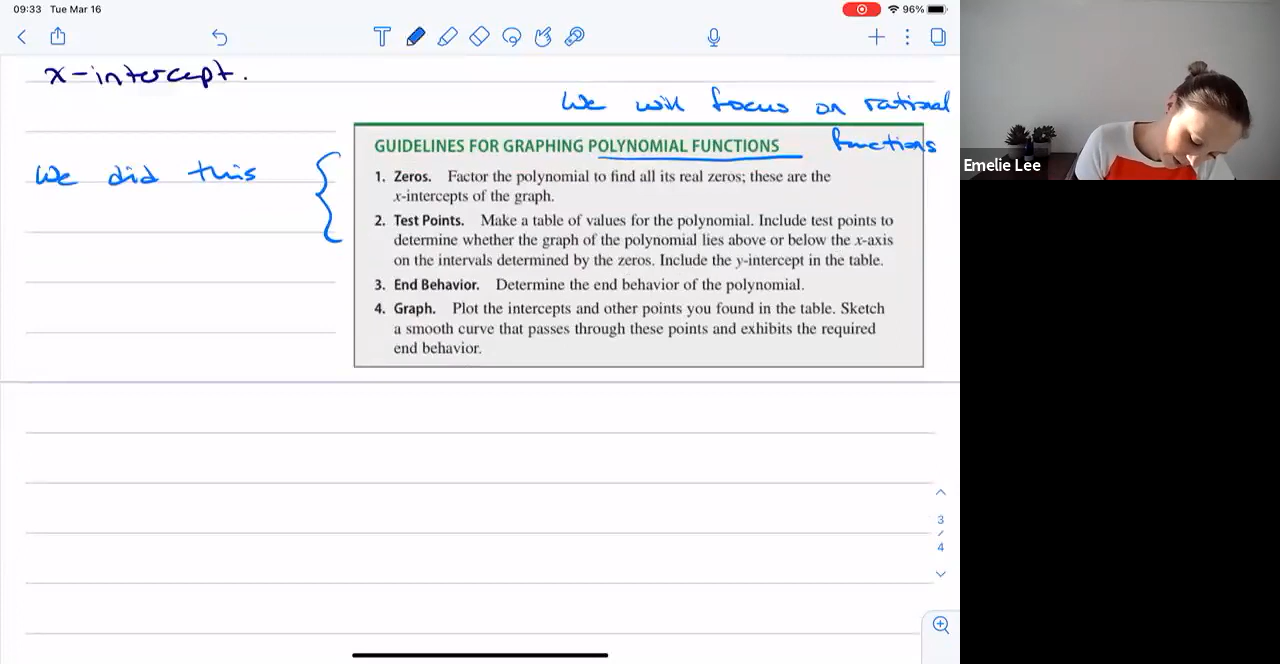 09:33 Tue Mar 16
96%
x-intercept.
We will focus on rational
functions
Emelie Lee
We did this
GUIDELINES FOR GRAPHING POLYNOMIAL FUNCTIONS
1. Zeros. Factor the polynomial to find all its real zeros; these are the
x-intercepts of the graph.
2. Test Points. Make a table of values for the polynomial. Include test points to
determine whether the graph of the polynomial lies above or below the x-axis
on the intervals determined by the zeros. Include the y-intercept in the table.
3. End Behavior. Determine the end behavior of the polynomial.
4. Graph. Plot the intercepts and other points you found in the table. Sketch
a smooth curve that passes through these points and exhibits the required
end behavior.
3
/
4